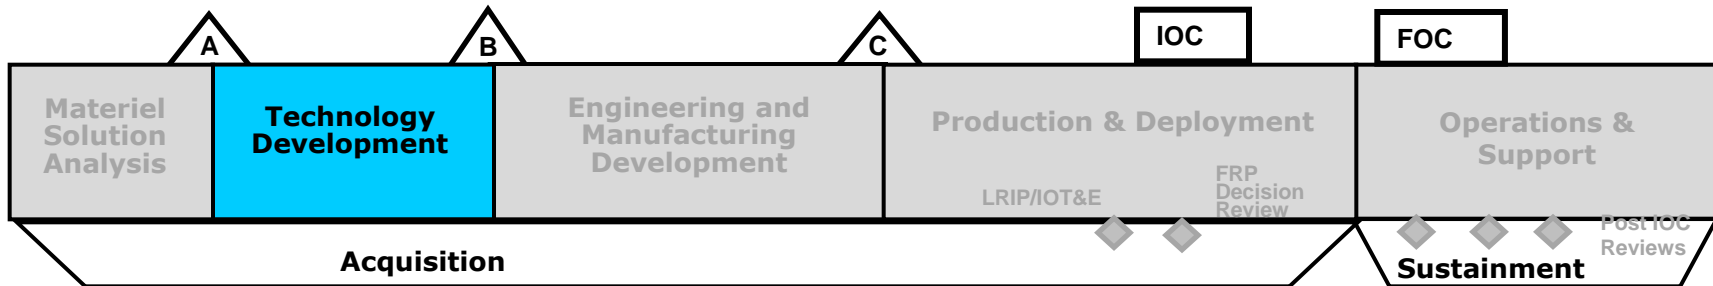 A
B
C
IOC
FOC
Materiel
Solution
Analysis
Technology
Development
Engineering and
Manufacturing
Development
Production & Deployment
LRIP/IOT&E
FRP
Decision
Review
Operations &
Support
Post IOC
Reviews
Acquisition
Sustainment